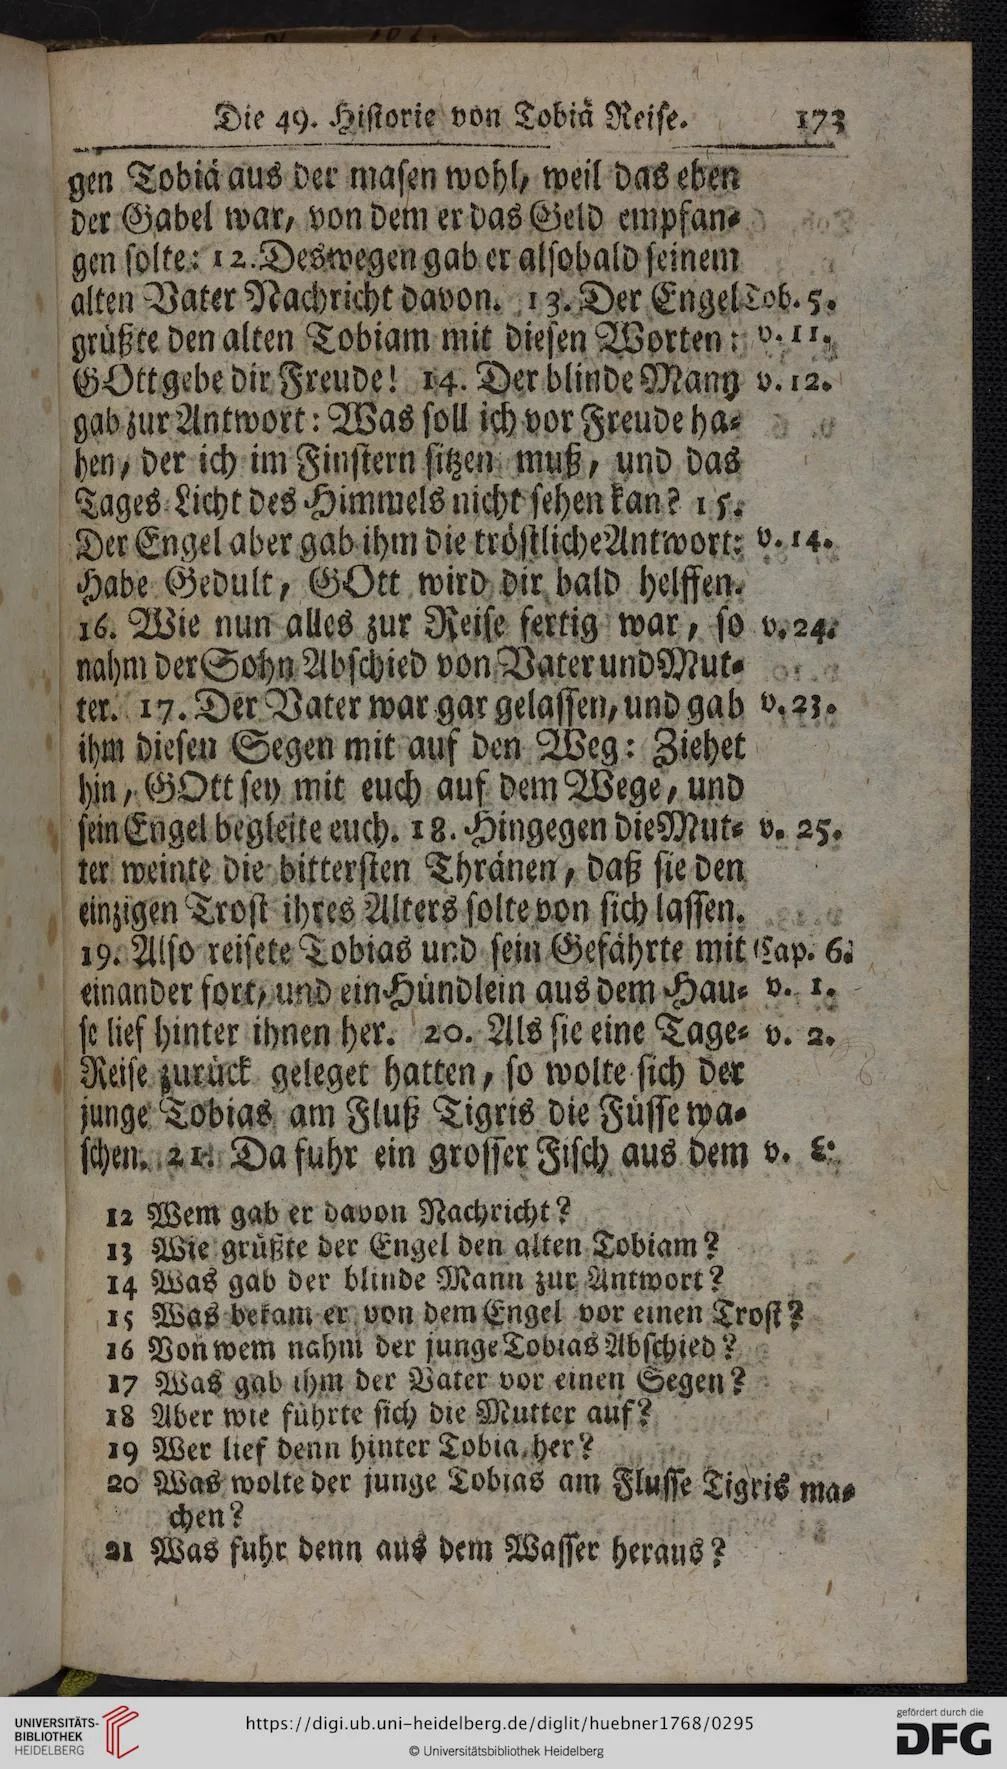 Die 49. Historie von Tobiä Reise. 173
gen Tobiä aus der masen wohl, weil das eben
der Gabel war, von dem er das Geld empfan-
gen solte: 12. Deswegen gab er alsobald seinem
alten Vater Nachricht davon. 13. Der Engel Tob. 5.
grüßte den alten Tobiam mit diesen Worten: v. 11.
GOtt gebe dir Freude! 14. Der blinde Mann v. 12.
gab zur Antwort: Was soll ich vor Freude ha-
ben, der ich im Finstern sitzen muß, und das
Tages Licht des Himmels nicht sehen kan? 15.
Der Engel aber gab ihm die tröstliche Antwort: v. 14.
Habe Gedult, GOtt wird dir bald helffen.
16. Wie nun alles zur Reise fertig war, so v. 24.
nahm der Sohn Abschied von Vater und Mut-
ter. 17. Der Vater war gar gelassen, und gab v. 23.
ihm diesen Segen mit auf den Weg: Ziehet
hin, GOtt sey mit euch auf dem Wege, und
sein Engel begleite euch. 18. Hingegen die Mut- v. 25.
ter weinte die bittersten Thränen, daß sie den
einzigen Trost ihres Alters solte von sich lassen.
19. Also reisete Tobias und sein Gefährte mit Cap. 6.
einander fort, und ein Hündlein aus dem Hau- v. 1.
se lief hinter ihnen her. 20. Als sie eine Tage- v. 2.
Reise zurück geleget hatten, so wolte sich der
junge Tobias am Fluß Tigris die Füsse wa-
schen. 21. Da fuhr ein grosser Fisch aus dem v.
12 Wem gab er davon Nachricht?
13 Wie grüßte der Engel den alten Tobiam?
14 Was gab der blinde Mann zur Antwort?
15 Was bekam er von dem Engel vor einen Trost?
16 Von wem nahm der junge Tobias Abschied?
17 Was gab ihm der Vater vor einen Segen?
18 Aber wie führte sich die Mutter auf?
19 Wer lief denn hinter Tobia her?
20 Was wolte der junge Tobias am Flusse Tigris ma-
chen?
21 Was fuhr denn aus dem Wasser heraus?
UNIVERSITÄTS-
BIBLIOTHEK
HEIDELBERG
https://digi.ub.uni-heidelberg.de/diglit/huebner1768/0295
© Universitätsbibliothek Heidelberg
gefördert durch die
DFG